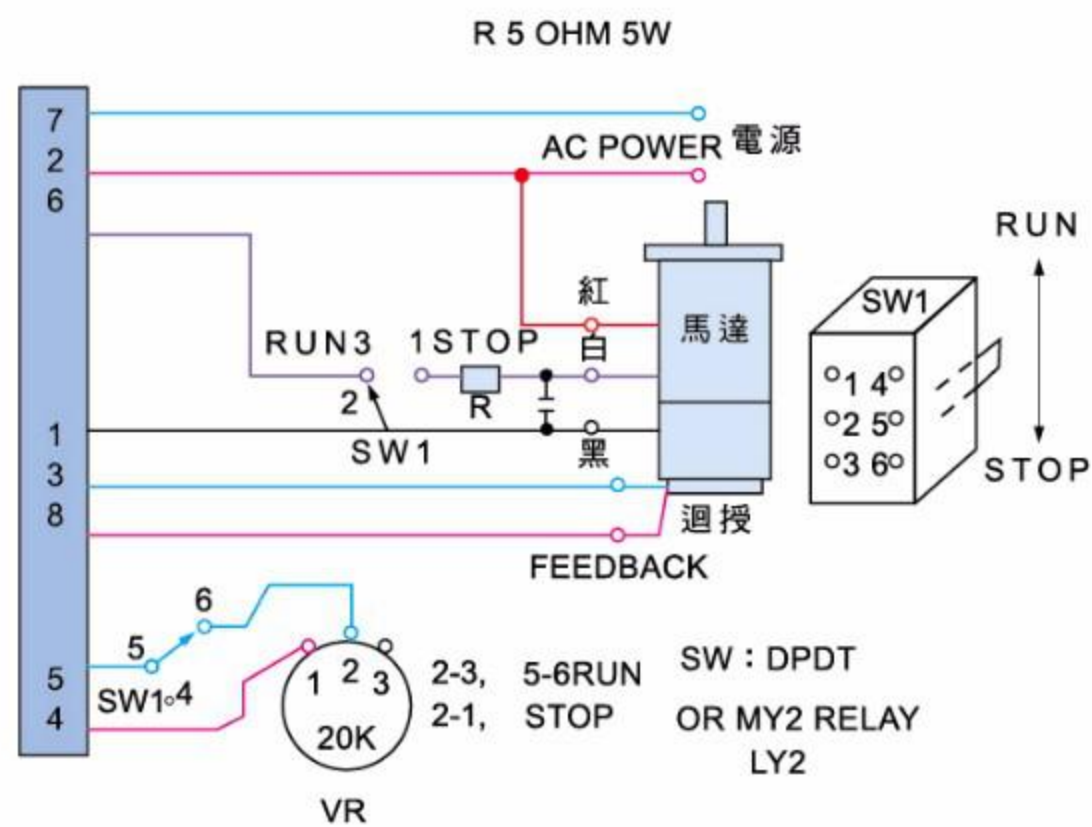 R 5 OHM 5W
7
2
6
1
3
8
5
4
AC POWER 電源
紅
白
黑
RUN3
1STOP
2
R
SW1
馬達
迴授
FEEDBACK
SW1
1 4
2 5
3 6
RUN
STOP
6
5
SW1 4
1 2 3
20K
VR
2-3, 5-6RUN
2-1, STOP
SW：DPDT
OR MY2 RELAY
LY2